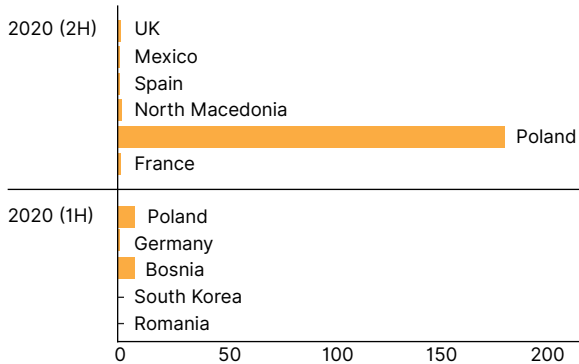 2020 (2H)
UK
Mexico
Spain
North Macedonia
Poland
France
2020 (1H)
Poland
Germany
Bosnia
South Korea
Romania
0 50 100 150 200